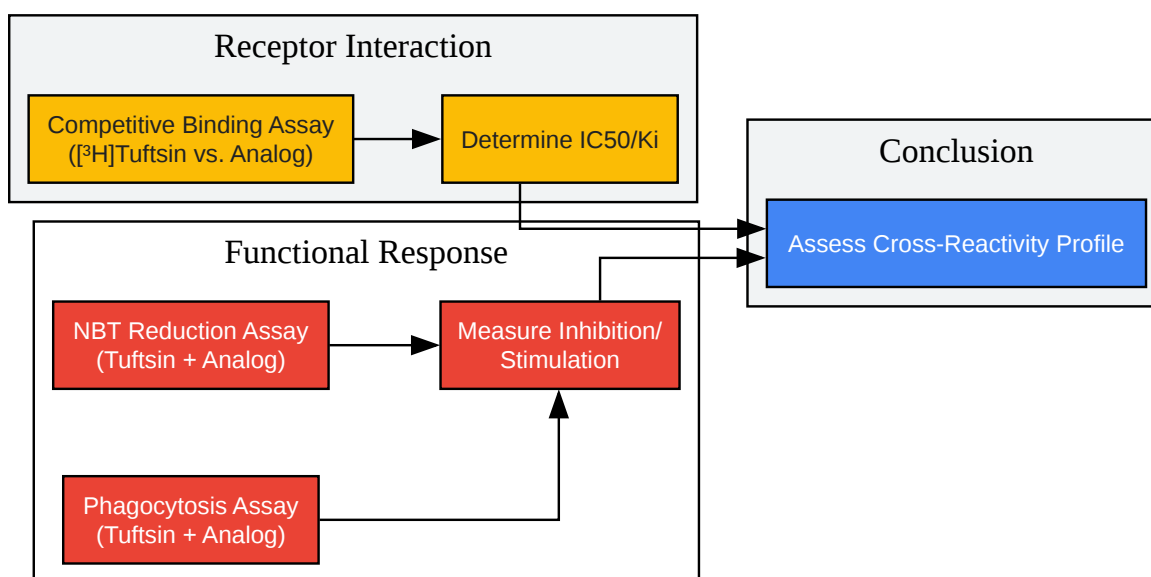 Receptor Interaction
Competitive Binding Assay
([³H]Tuftsin vs. Analog)
Determine IC50/Ki
Conclusion
Assess Cross-Reactivity Profile
Functional Response
NBT Reduction Assay
(Tuftsin + Analog)
Measure Inhibition/
Stimulation
Phagocytosis Assay
(Tuftsin + Analog)